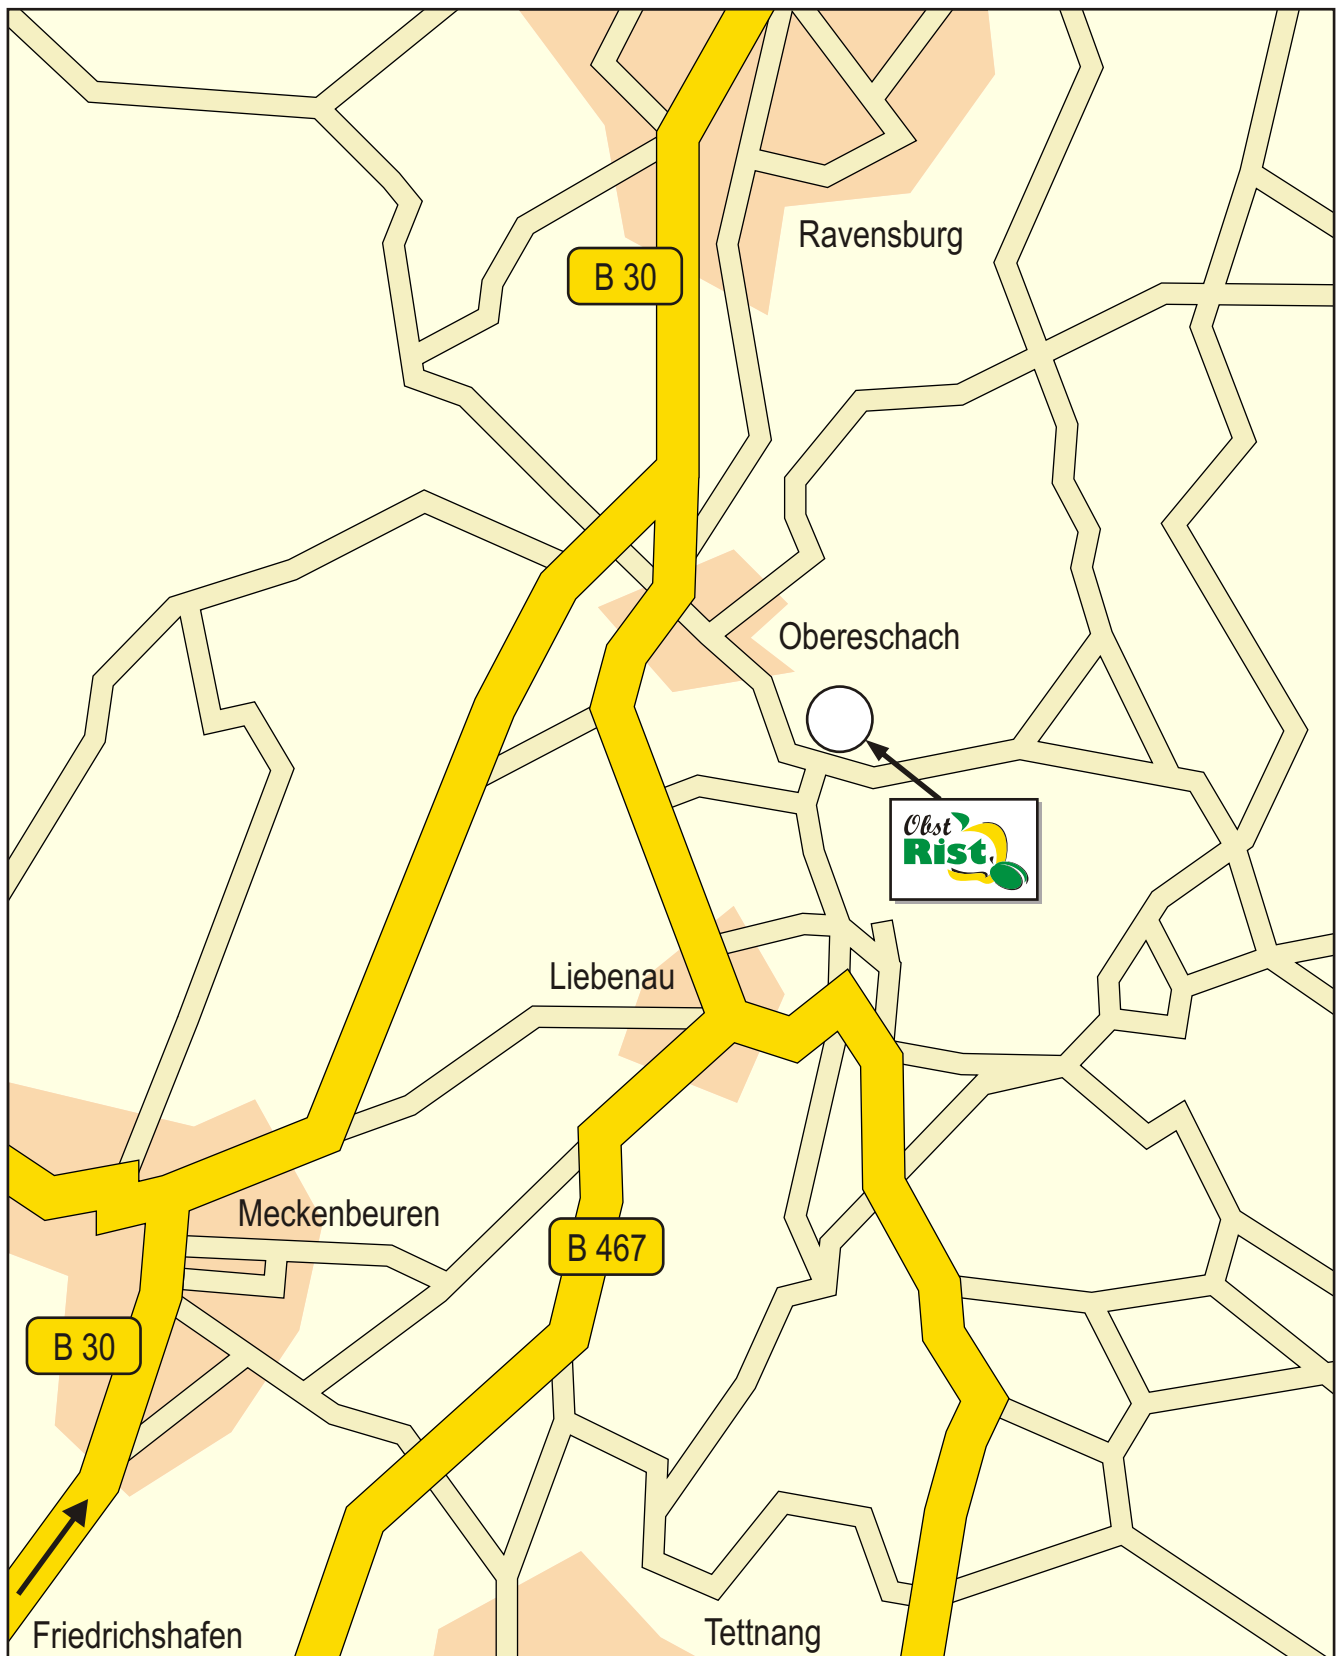 Ravensburg
B 30
Obereschach
Obst
Rist
Liebenau
Meckenbeuren
B 467
B 30
Friedrichshafen
Tettnang